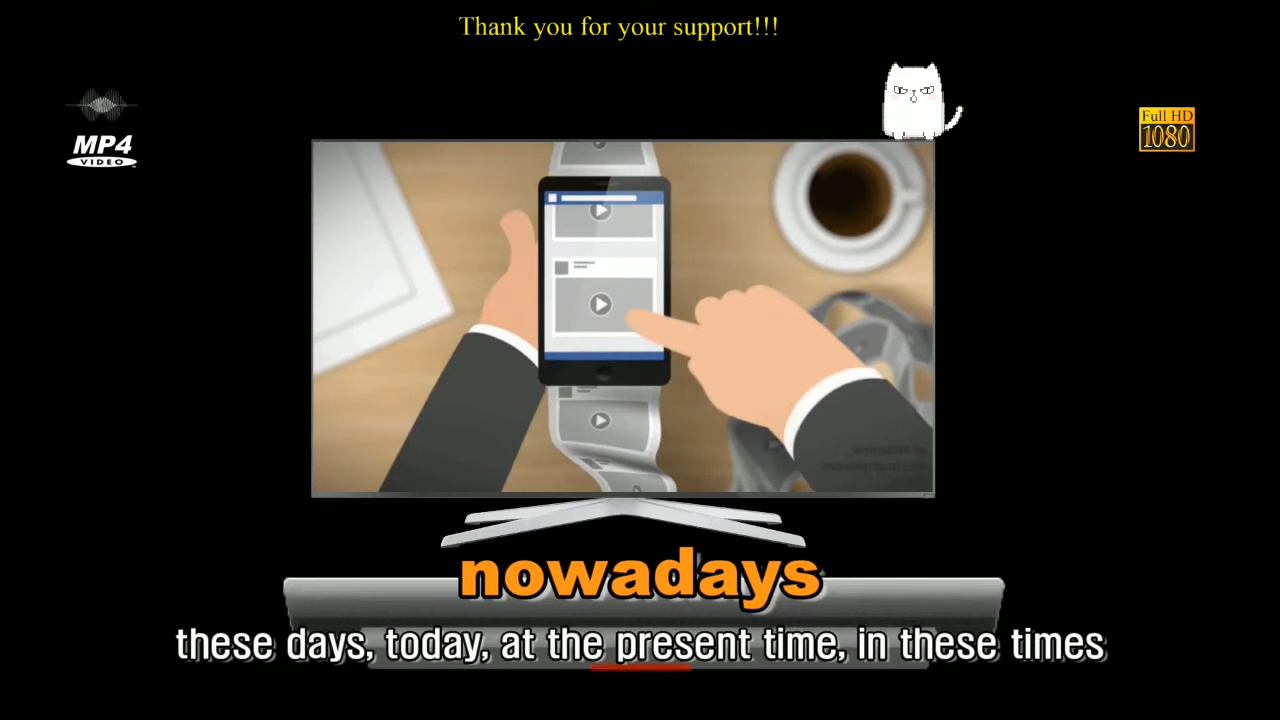 Thank you for your support!!!
MP4
VIDEO
Full HD
1080
nowadays
these days, today, at the present time, in these times